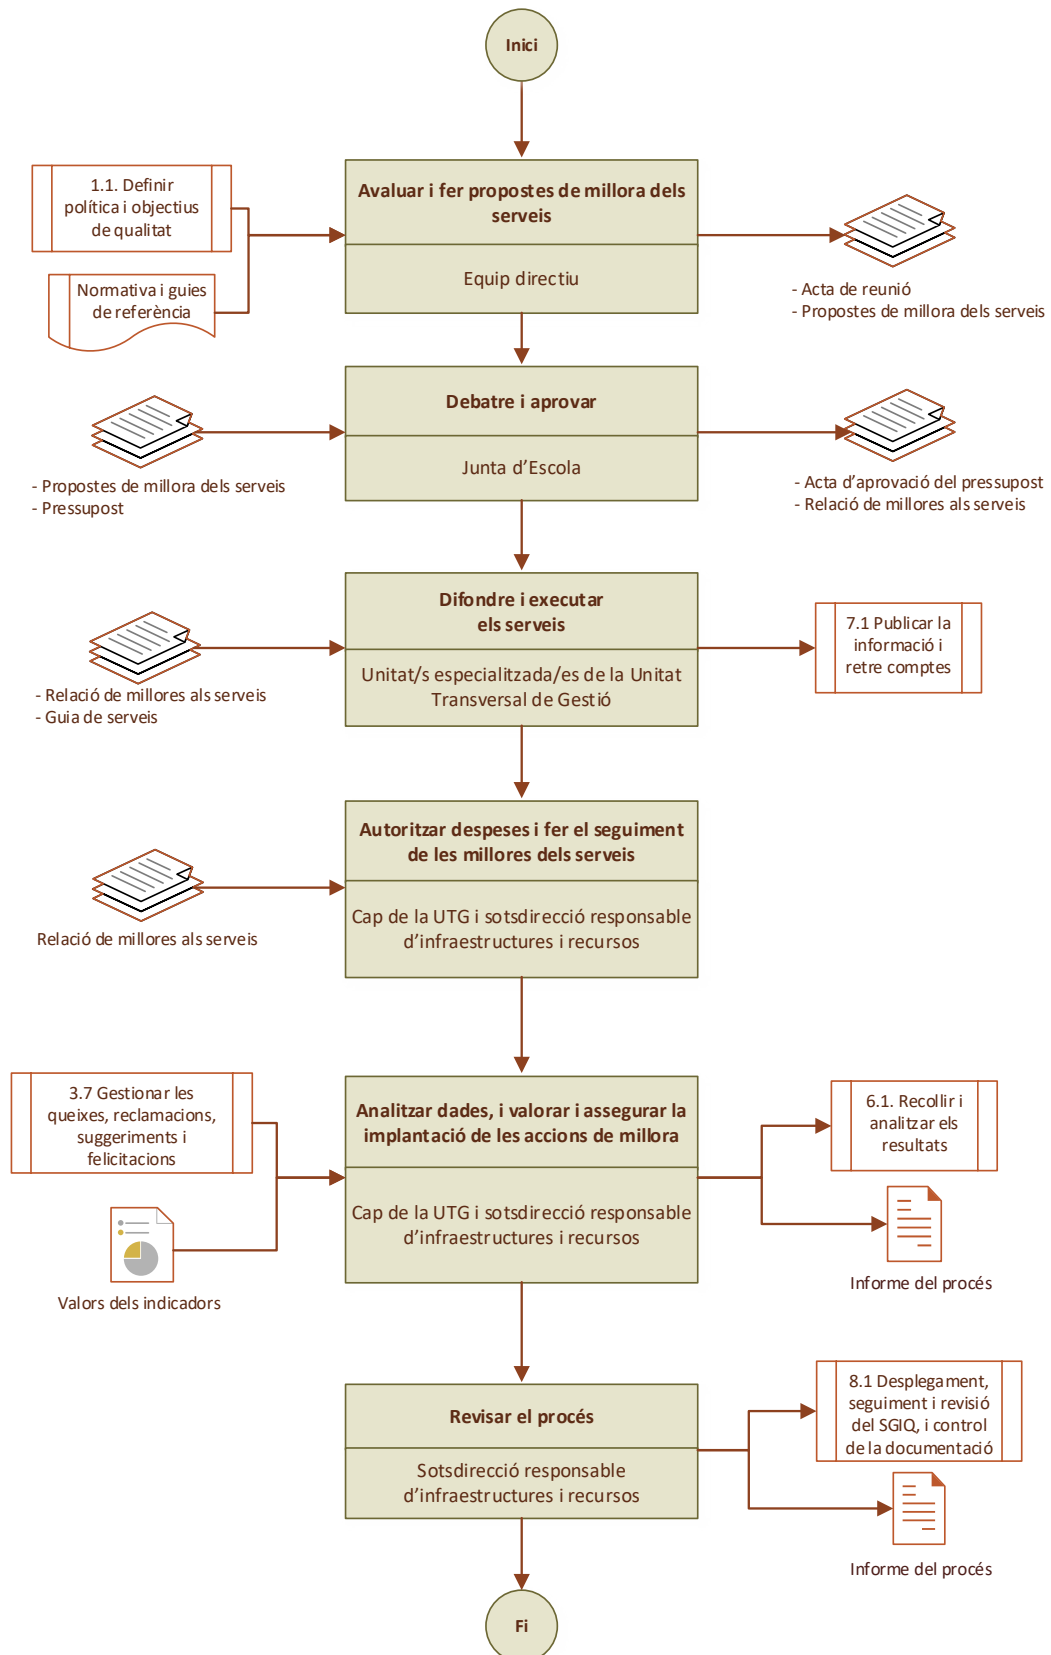 Inici
1.1. Definir
política i objectius
de qualitat
Normativa i guies
de referència
Avaluar i fer propostes de millora dels
serveis
Equip directiu
- Acta de reunió
- Propostes de millora dels serveis
- Propostes de millora dels serveis
- Pressupost
Debatre i aprovar
Junta d'Escola
- Acta d'aprovació del pressupost
- Relació de millores als serveis
- Relació de millores als serveis
- Guia de serveis
Difondre i executar
els serveis
Unitat/s especialitzada/es de la Unitat
Transversal de Gestió
7.1 Publicar la
informació i
retre comptes
Relació de millores als serveis
Autoritzar despeses i fer el seguiment
de les millores dels serveis
Cap de la UTG i sotsdirecció responsable
d'infraestructures i recursos
3.7 Gestionar les
queixes, reclamacions,
suggeriments i
felicitacions
Valors dels indicadors
Analitzar dades, i valorar i assegurar la
implantació de les accions de millora
Cap de la UTG i sotsdirecció responsable
d'infraestructures i recursos
6.1. Recollir i
analitzar els
resultats
Informe del procés
Revisar el procés
Sotsdirecció responsable
d'infraestructures i recursos
8.1 Desplegament,
seguiment i revisió
del SGIQ, i control
de la documentació
Informe del procés
Fi